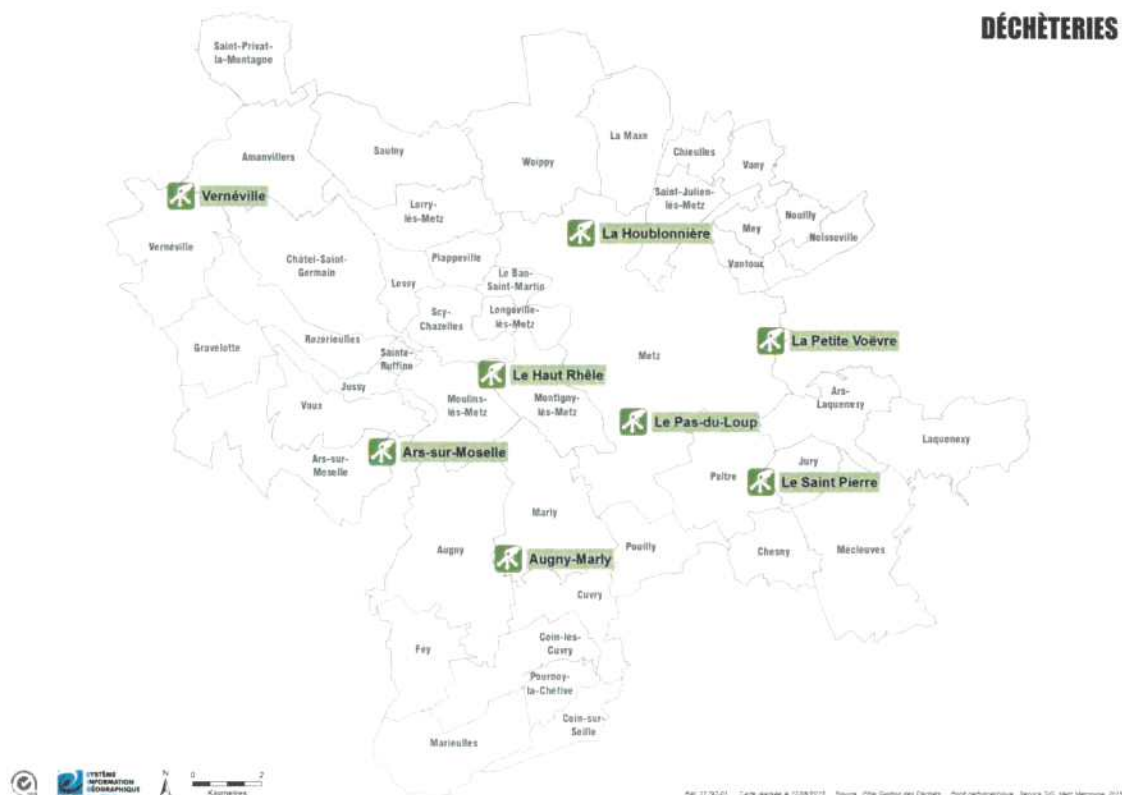 DÉCHÈTERIES
Saint-Privat-
la-Montagne
Amanvillers
Saulny
Woippy
La Maxe
Chieulles
Vany
Vernéville
Lorry-
lès-Metz
Saint-Julien-
lès-Metz
Nouilly
Noisseville
Mey
La Houblonnière
Vernéville
Châtel-Saint-
Germain
Plappeville
Vantoux
Lessy
Le Ban-
Saint-Martin
Scy-
Chazelles
Longeville-
lès-Metz
Gravelotte
Rozérieulles
Sainte-
Ruffine
Metz
La Petite Voëvre
Le Haut Rhêle
Jussy
Vaux
Moulins-
lès-Metz
Montigny-
lès-Metz
Ars-
Laquenexy
Le Pas-du-Loup
Laquenexy
Ars-sur-Moselle
Ars-sur-
Moselle
Jury
Peltre
Le Saint Pierre
Marly
Augny
Pouilly
Chesny
Mécleuves
Augny-Marly
Cuvry
Fey
Coin-lès-
Cuvry
Pournoy-
la-Chétive
Coin-sur-
Seille
Marieulles
SYSTÈME
INFORMATION
GÉOGRAPHIQUE
N
0 2
Kilomètres